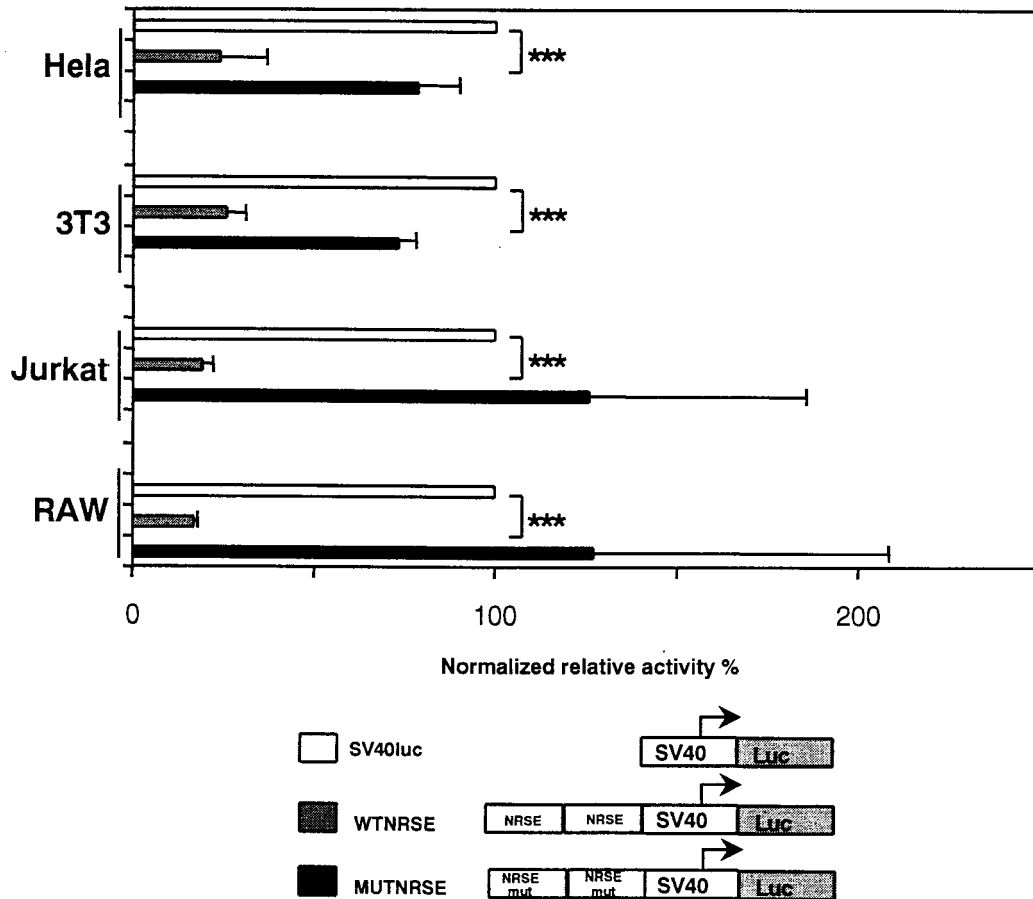 Hela
***
3T3
***
Jurkat
***
RAW
***
0 100 200
Normalized relative activity %
SV40luc SV40 Luc
WTNRSE NRSE NRSE SV40 Luc
MUTNRSE NRSE mut NRSE mut SV40 Luc